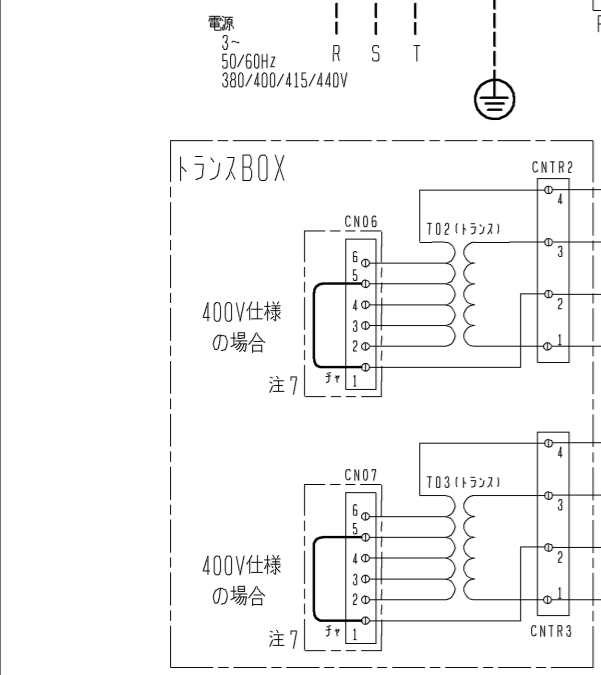 電源
3~
50/60Hz
380/400/415/440V
R S T
トランスBOX
CNTR2
4
3
2
1
T02(トランス)
CN06
6
5
4
3
2
1
チャ
400V仕様
の場合
注7
4
3
2
1
CNTR3
T03(トランス)
CN07
6
5
4
3
2
1
チャ
400V仕様
の場合
注7